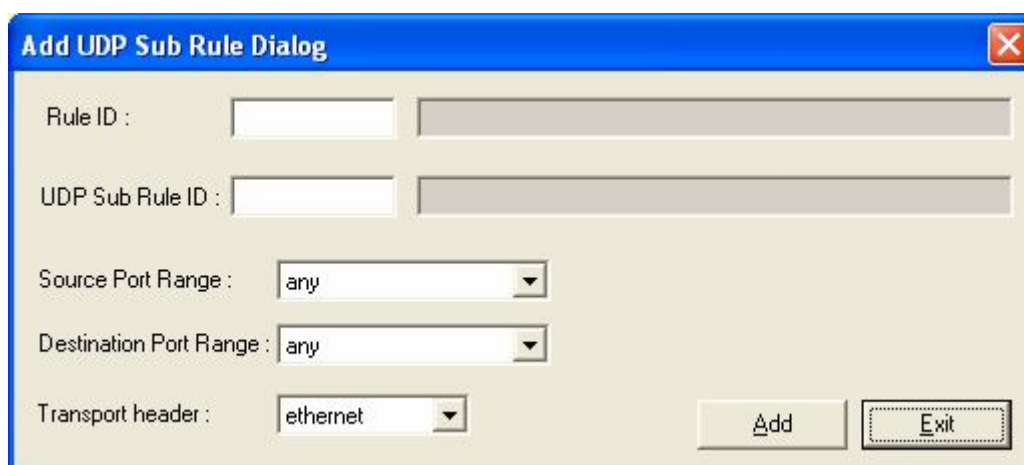 Add UDP Sub Rule Dialog
Rule ID :
UDP Sub Rule ID :
Source Port Range : any
Destination Port Range : any
Transport header : ethernet
Add Exit